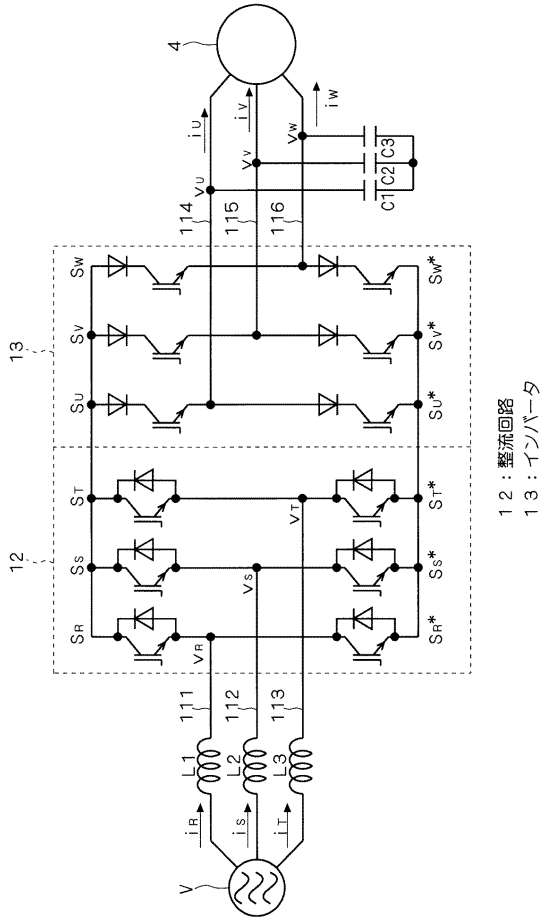 12
13
SR
SS
ST
SU
SV
SW
V
iR
iS
iT
L1
L2
L3
111
112
113
VR
VS
VT
114
115
116
VU
VV
VW
iU
iV
iW
4
C1
C2
C3
SR*
SS*
ST*
SU*
SV*
SW*
12:整流回路
13:インバータ